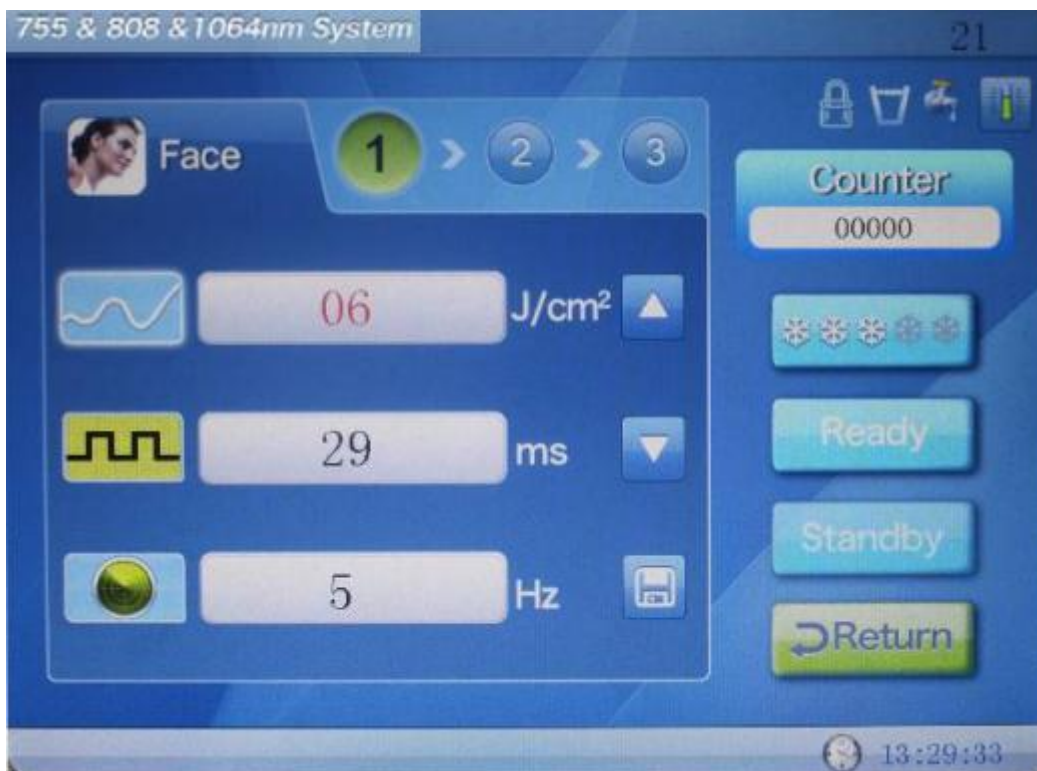 755 & 808 &1064nm System
21
Face
1
2
3
Counter
00000
06
J/cm²
29
ms
Ready
5
Hz
Standby
Return
13:29:33